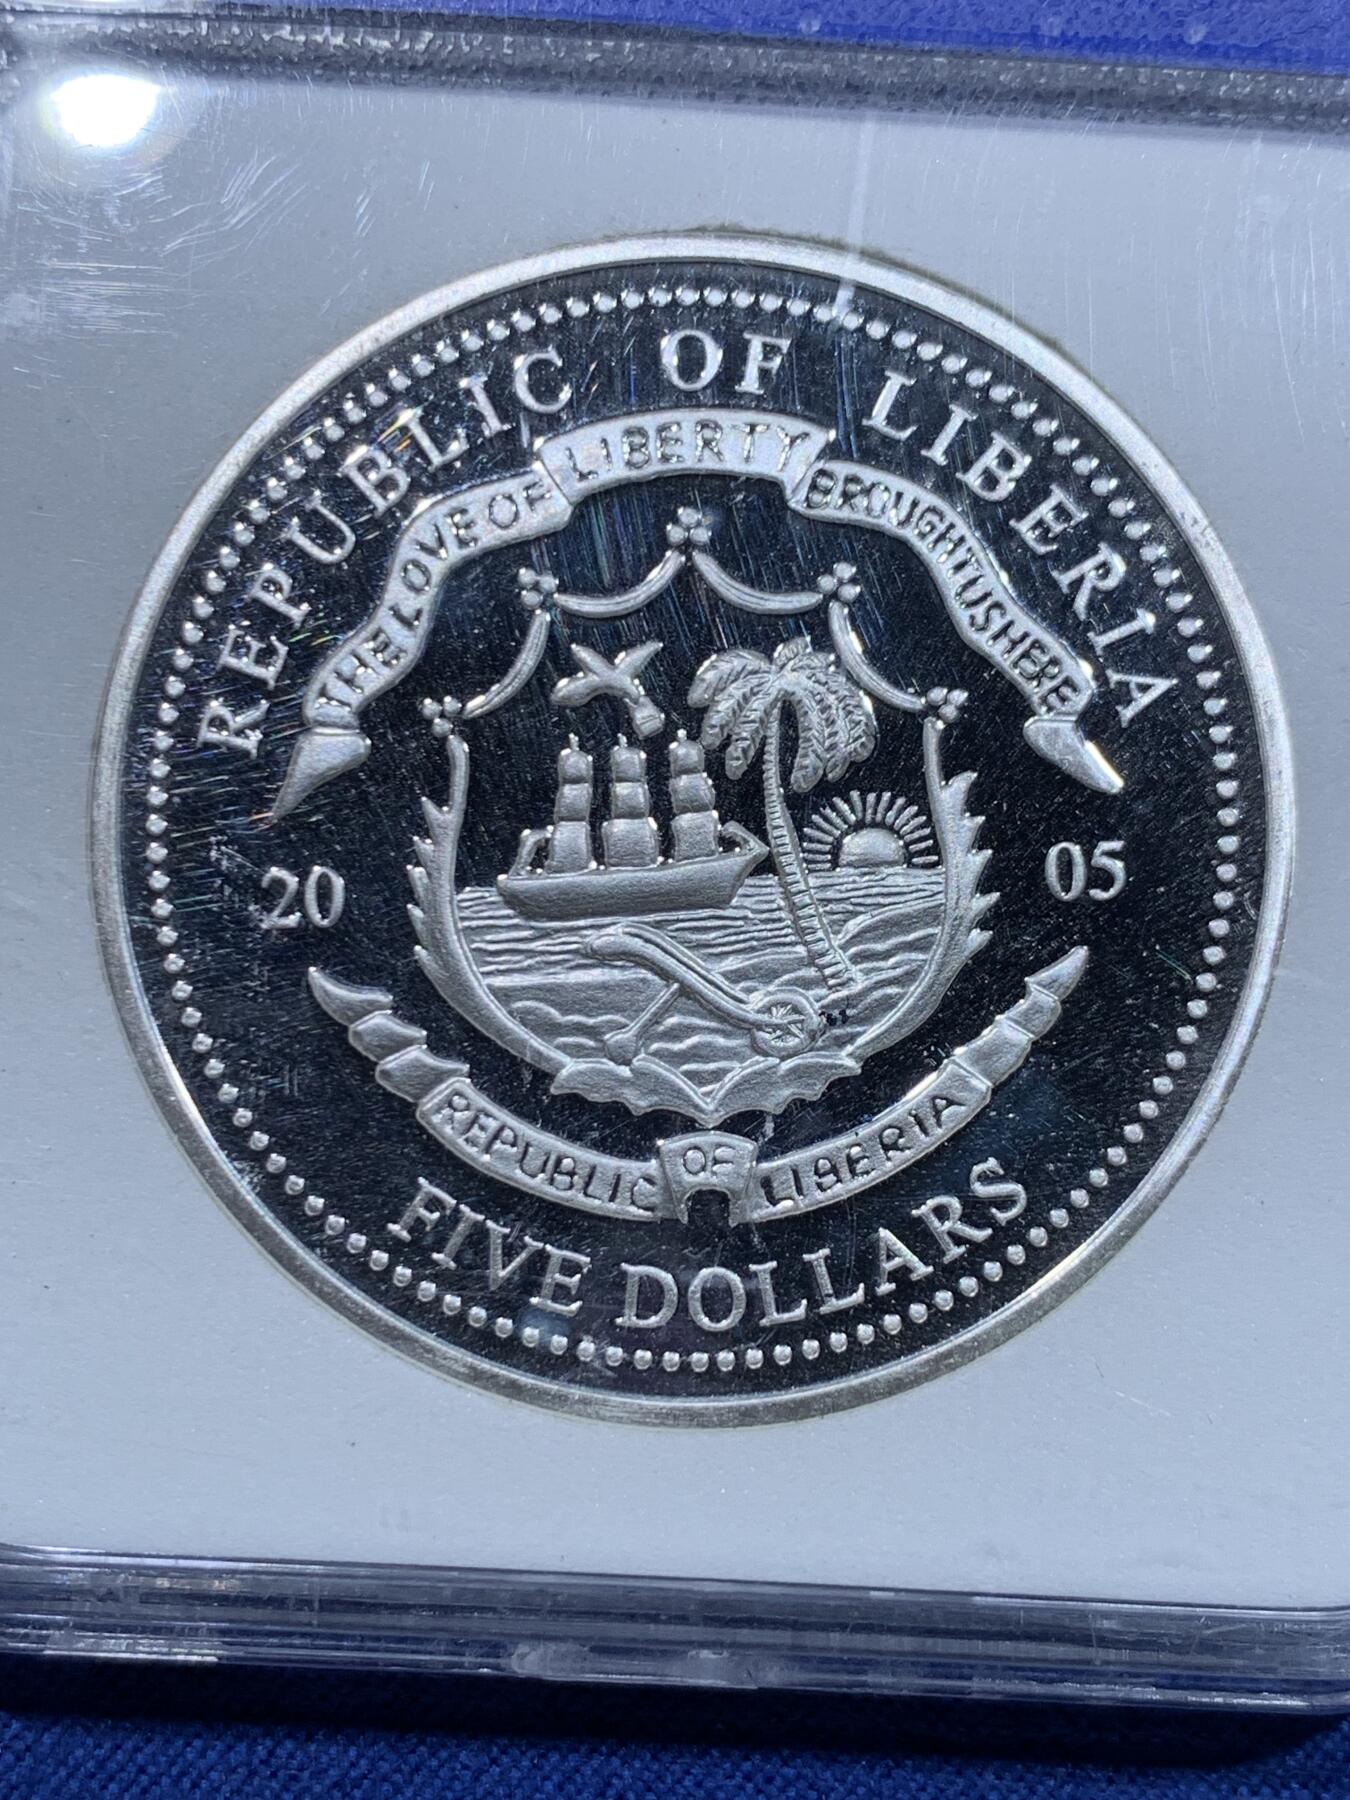 REPUBLIC OF LIBERIA
THE LOVE OF LIBERTY BROUGHT US HERE
20 05
REPUBLIC OF LIBERIA
FIVE DOLLARS